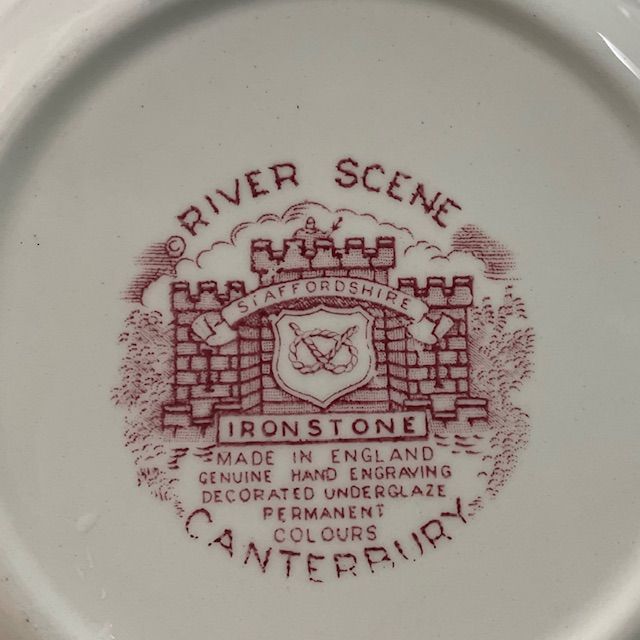 © RIVER SCENE
STAFFORDSHIRE
IRONSTONE
MADE IN ENGLAND
GENUINE HAND ENGRAVING
DECORATED UNDERGLAZE
PERMANENT
COLOURS
CANTERBURY